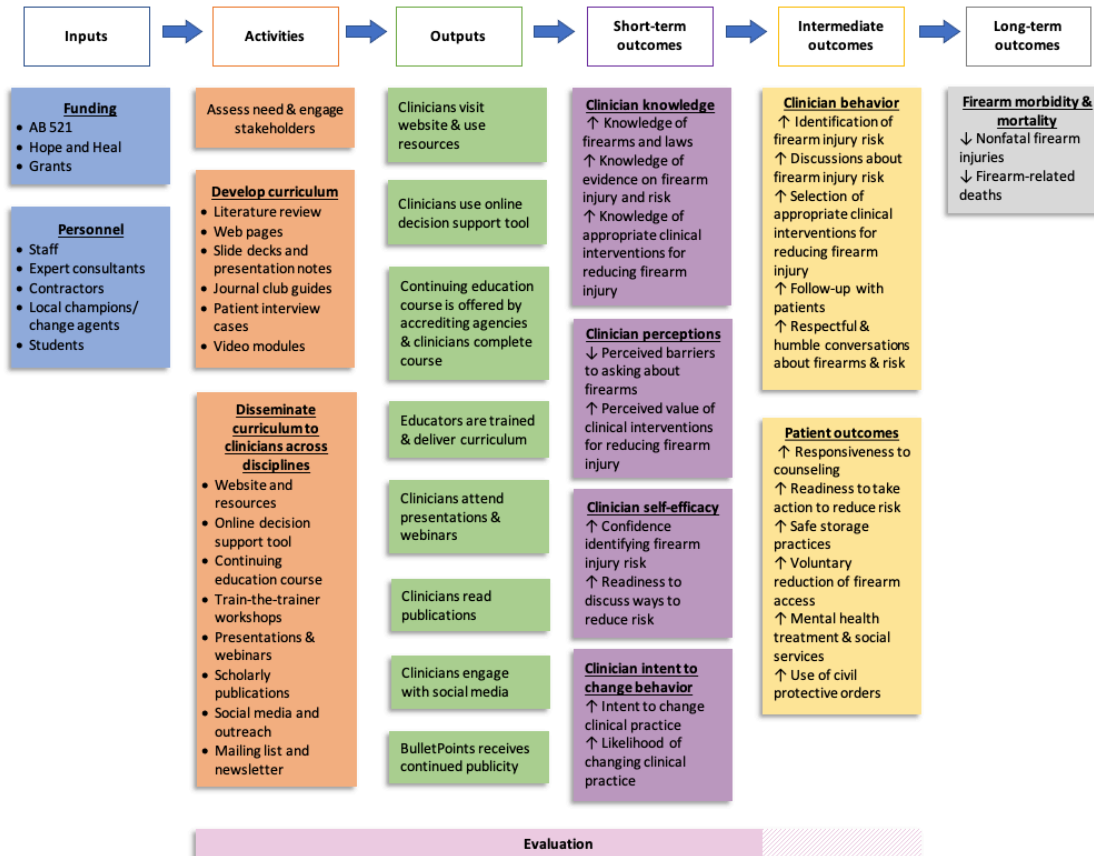 Inputs
Activities
Outputs
Short-term
outcomes
Intermediate
outcomes
Long-term
outcomes
Funding
• AB 521
• Hope and Heal
• Grants
Personnel
• Staff
• Expert consultants
• Contractors
• Local champions/
change agents
• Students
Assess need & engage
stakeholders
Develop curriculum
• Literature review
• Web pages
• Slide decks and
presentation notes
• Journal club guides
• Patient interview
cases
• Video modules
Disseminate
curriculum to
clinicians across
disciplines
• Website and
resources
• Online decision
support tool
• Continuing
education course
• Train-the-trainer
workshops
• Presentations &
webinars
• Scholarly
publications
• Social media and
outreach
• Mailing list and
newsletter
Clinicians visit
website & use
resources
Clinicians use online
decision support tool
Continuing education
course is offered by
accrediting agencies
& clinicians complete
course
Educators are trained
& deliver curriculum
Clinicians attend
presentations &
webinars
Clinicians read
publications
Clinicians engage
with social media
BulletPoints receives
continued publicity
Clinician knowledge
↑ Knowledge of
firearms and laws
↑ Knowledge of
evidence on firearm
injury and risk
↑ Knowledge of
appropriate clinical
interventions for
reducing firearm
injury
Clinician perceptions
↓ Perceived barriers
to asking about
firearms
↑ Perceived value of
clinical interventions
for reducing firearm
injury
Clinician self-efficacy
↑ Confidence
identifying firearm
injury risk
↑ Readiness to
discuss ways to
reduce risk
Clinician intent to
change behavior
↑ Intent to change
clinical practice
↑ Likelihood of
changing clinical
practice
Clinician behavior
↑ Identification of
firearm injury risk
↑ Discussions about
firearm injury risk
↑ Selection of
appropriate clinical
interventions for
reducing firearm
injury
↑ Follow-up with
patients
↑ Respectful &
humble conversations
about firearms & risk
Patient outcomes
↑ Responsiveness to
counseling
↑ Readiness to take
action to reduce risk
↑ Safe storage
practices
↑ Voluntary
reduction of firearm
access
↑ Mental health
treatment & social
services
↑ Use of civil
protective orders
Firearm morbidity &
mortality
↓ Nonfatal firearm
injuries
↓ Firearm-related
deaths
Evaluation